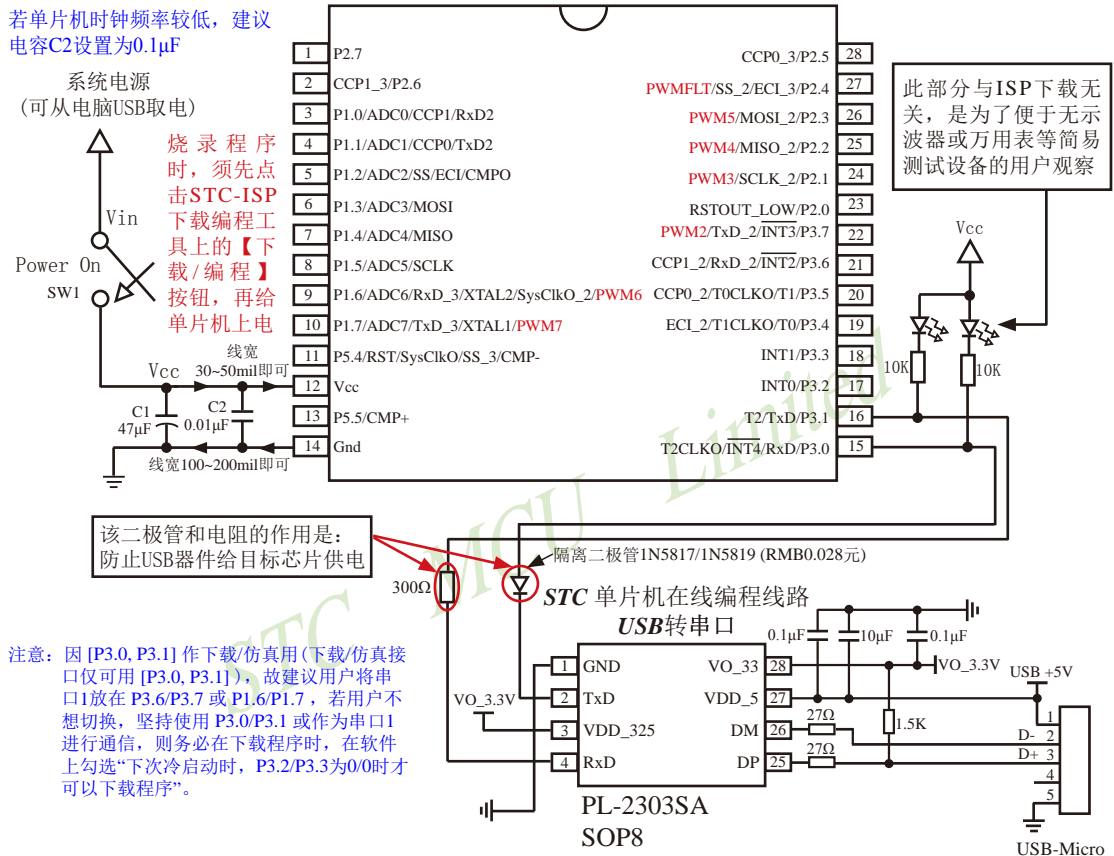 若单片机时钟频率较低，建议
电容C2设置为0.1μF
系统电源
(可从电脑USB取电)
烧录程序
时，须先点
击STC-ISP
下载编程工
具上的【下
载/编程】
按钮，再给
单片机上电
Vin
Power On
SW1
Vcc
线宽
30~50mil即可
C1
47μF
C2
0.01μF
线宽100~200mil即可
1 P2.7
2 CCP1_3/P2.6
3 P1.0/ADC0/CCP1/RxD2
4 P1.1/ADC1/CCP0/TxD2
5 P1.2/ADC2/SS/ECI/CMPO
6 P1.3/ADC3/MOSI
7 P1.4/ADC4/MISO
8 P1.5/ADC5/SCLK
9 P1.6/ADC6/RxD_3/XTAL2/SysClkO_2/PWM6
10 P1.7/ADC7/TxD_3/XTAL1/PWM7
11 P5.4/RST/SysClkO/SS_3/CMP-
12 Vcc
13 P5.5/CMP+
14 Gnd
CCP0_3/P2.5 28
PWMFLT/SS_2/ECI_3/P2.4 27
PWM5/MOSI_2/P2.3 26
PWM4/MISO_2/P2.2 25
PWM3/SCLK_2/P2.1 24
RSTOUT_LOW/P2.0 23
PWM2/TxD_2/INT3/P3.7 22
CCP1_2/RxD_2/INT2/P3.6 21
CCP0_2/T0CLKO/T1/P3.5 20
ECI_2/T1CLKO/T0/P3.4 19
INT1/P3.3 18
INT0/P3.2 17
T2/TxD/P3.1 16
T2CLKO/INT4/RxD/P3.0 15
此部分与ISP下载无
关，是为了便于无示
波器或万用表等简易
测试设备的用户观察
Vcc
10K
10K
STC MCU Limited
该二极管和电阻的作用是：
防止USB器件给目标芯片供电
300Ω
隔离二极管1N5817/1N5819 (RMB0.028元)
STC 单片机在线编程线路
USB转串口
注意：因 [P3.0, P3.1] 作下载/仿真用(下载/仿真接
口仅可用 [P3.0, P3.1])，故建议用户将串
口1放在 P3.6/P3.7 或 P1.6/P1.7，若用户不
想切换，坚持使用 P3.0/P3.1 或作为串口1
进行通信，则务必在下载程序时，在软件
上勾选“下次冷启动时，P3.2/P3.3为0/0时才
可以下载程序”。
VO_3.3V
1 GND
2 TxD
3 VDD_325
4 RxD
VO_33 28
VDD_5 27
DM 26
DP 25
PL-2303SA
SOP8
0.1μF
10μF
0.1μF
VO_3.3V
27Ω
27Ω
1.5K
USB +5V
1
D- 2
D+ 3
4
5
USB-Micro